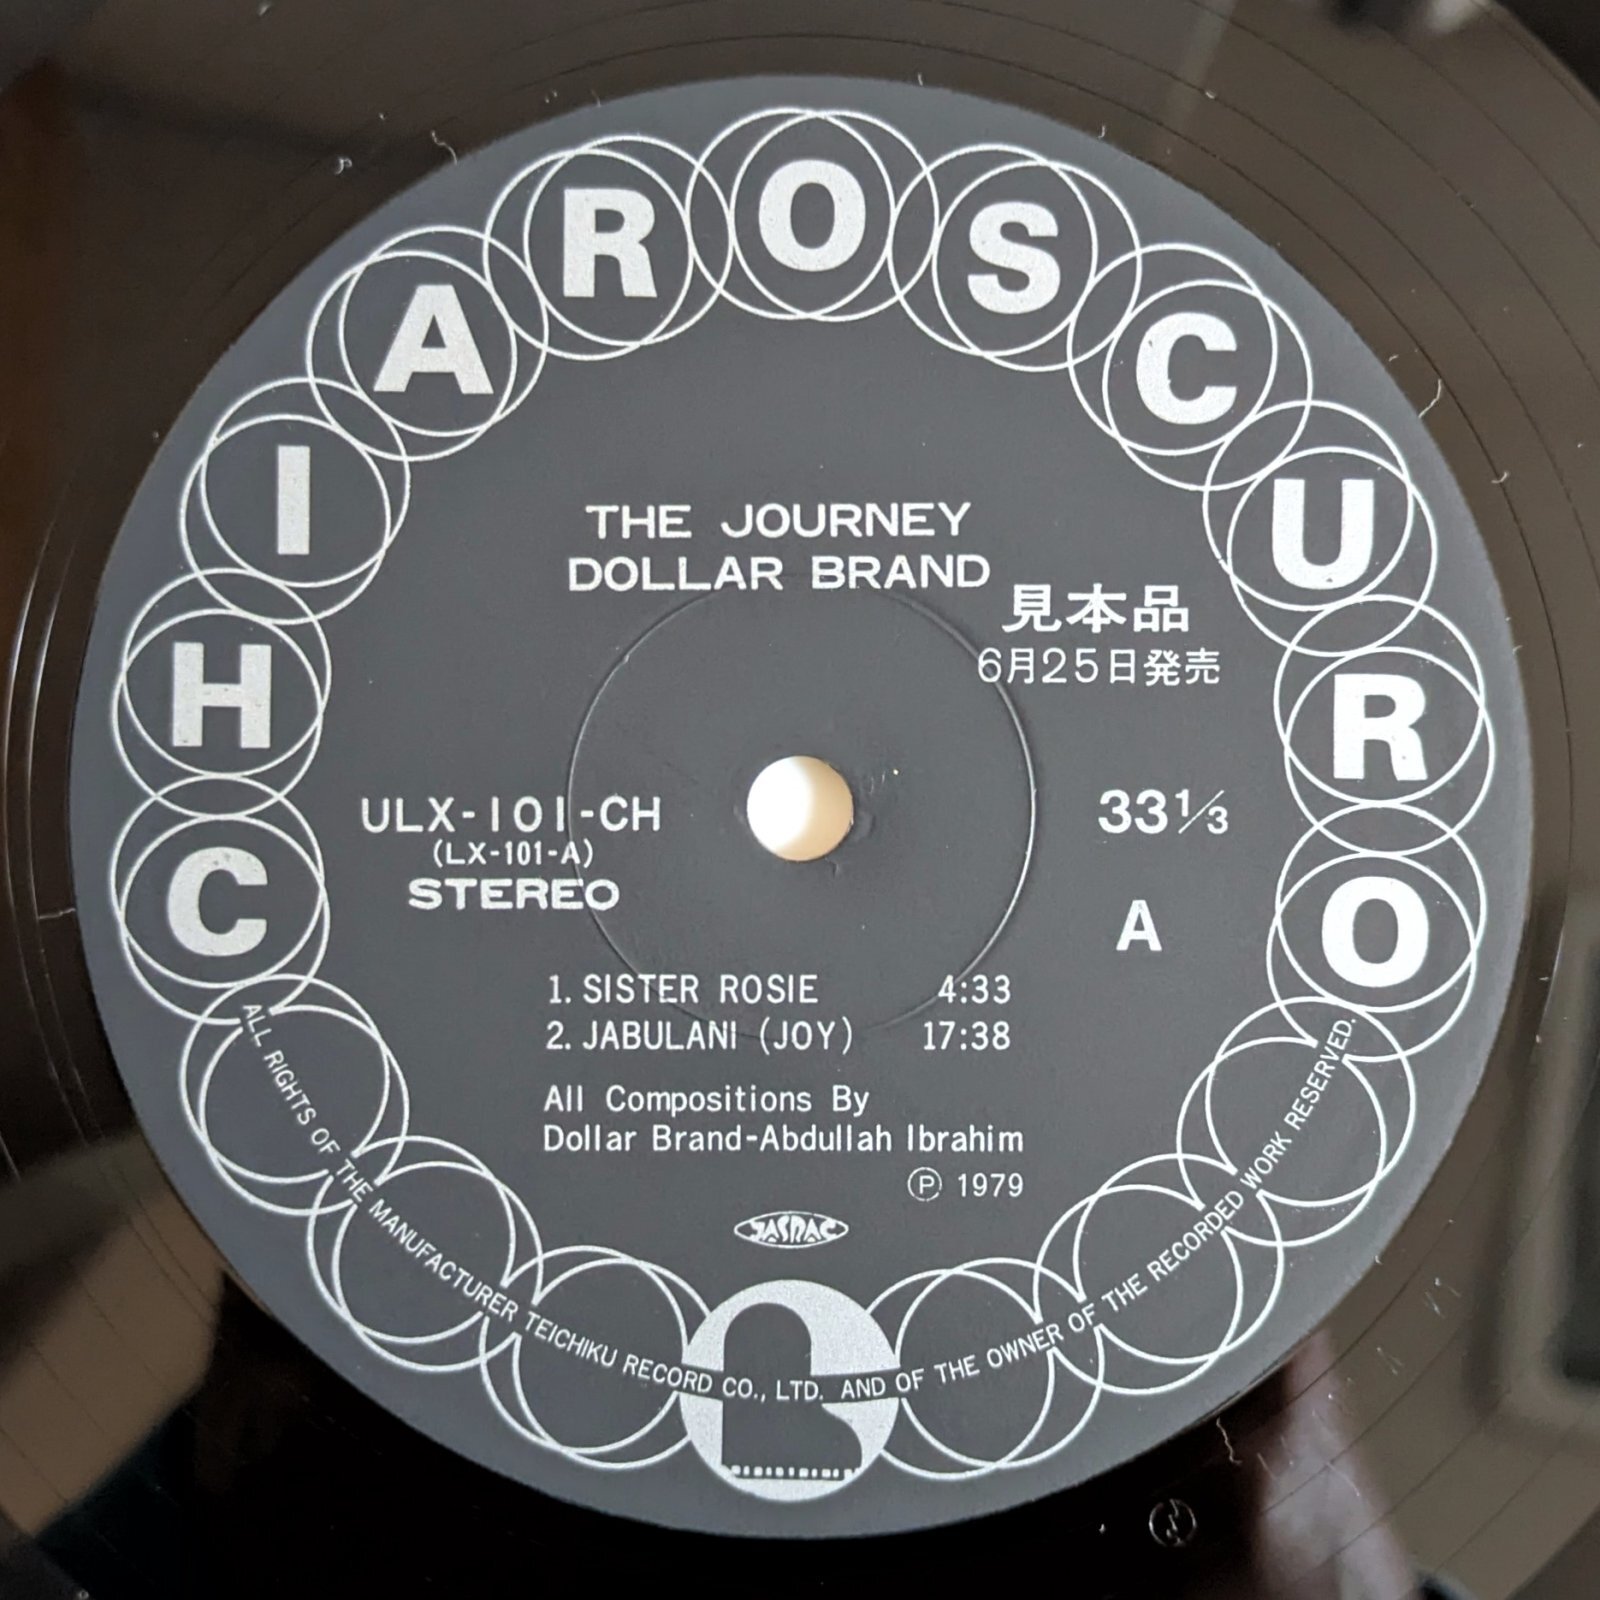 CHIAROSCURO
THE JOURNEY
DOLLAR BRAND
見本品
6月25日発売
ULX-101-CH
(LX-101-A)
STEREO
33 1/3
A
1. SISTER ROSIE 4:33
2. JABULANI (JOY) 17:38
All Compositions By
Dollar Brand-Abdullah Ibrahim
Ⓟ 1979
JASRAC
ALL RIGHTS OF THE MANUFACTURER TEICHIKU RECORD CO., LTD. AND OF THE OWNER OF THE RECORDED WORK RESERVED.